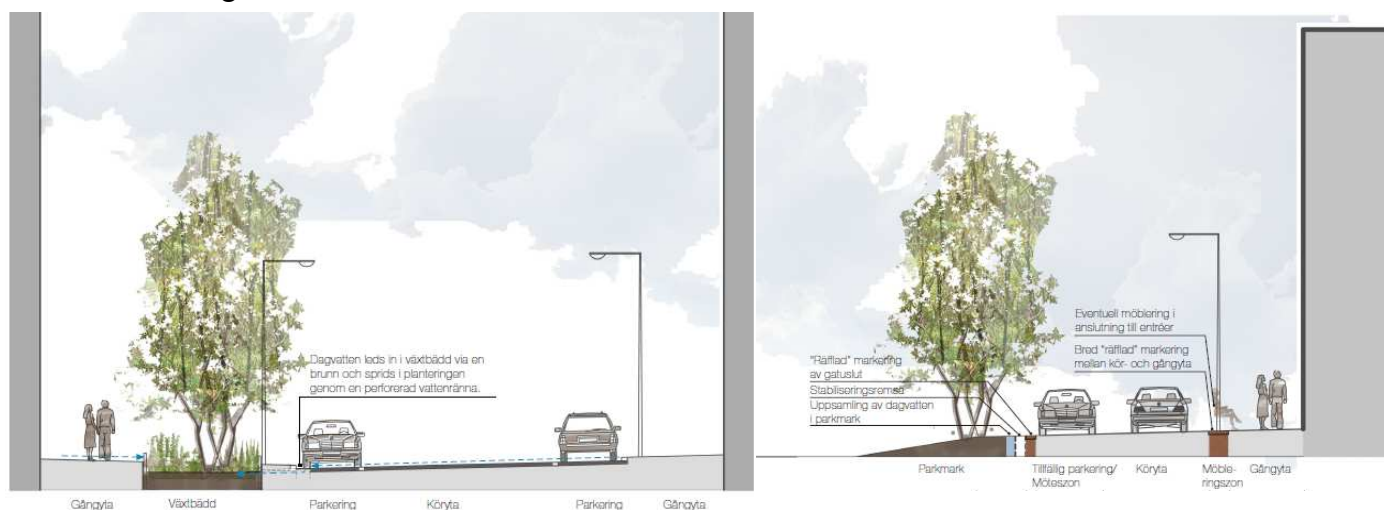 Dagvatten leds in i växtbädd via en
brunn och sprids i planteringen
genom en perforerad vattenränna.
Gångyta
Växtbädd
Parkering
Köryta
Parkering
Gångyta
Eventuell möblering i
anslutning till entréer
Bred "räfflad" markering
mellan kör- och gångyta
"Räfflad" markering
av gatuslut
Stabiliseringsremsa
Uppsamling av dagvatten
i parkmark
Parkmark
Tillfällig parkering/
Möteszon
Köryta
Möble-
ringszon
Gångyta